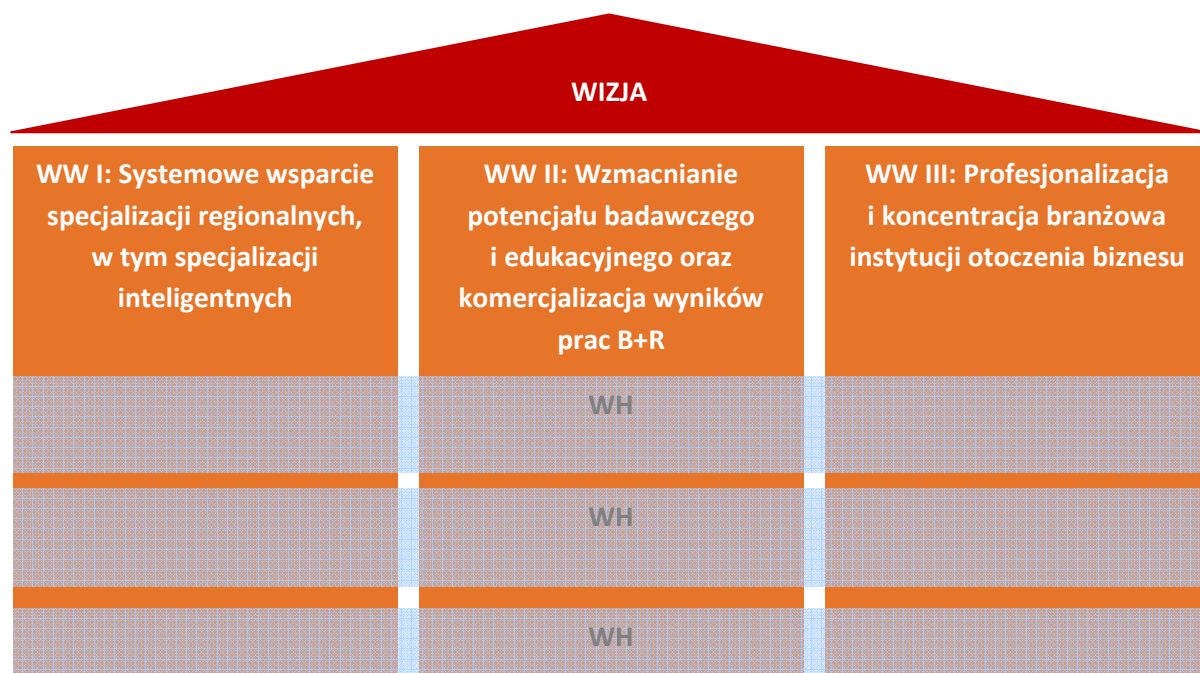 WIZJA
WW I: Systemowe wsparcie
specjalizacji regionalnych,
w tym specjalizacji
inteligentnych
WW II: Wzmacnianie
potencjału badawczego
i edukacyjnego oraz
komercjalizacja wyników
prac B+R
WW III: Profesjonalizacja
i koncentracja branżowa
instytucji otoczenia biznesu
WH
WH
WH